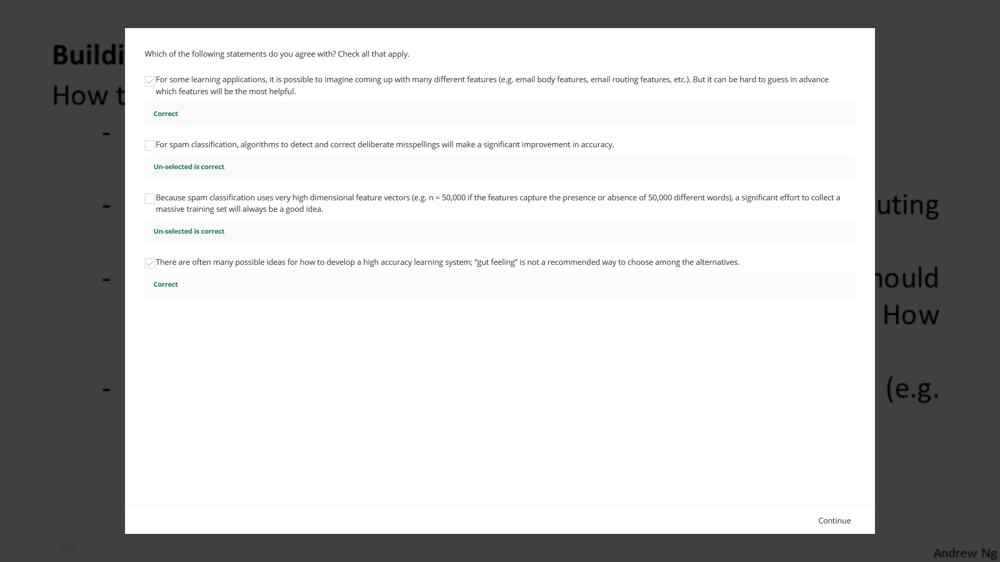 Buildi
How t
-
-
uting
-
hould
How
-
(e.g.
Which of the following statements do you agree with? Check all that apply.
For some learning applications, it is possible to imagine coming up with many different features (e.g. email body features, email routing features, etc.). But it can be hard to guess in advance
which features will be the most helpful.
Correct
For spam classification, algorithms to detect and correct deliberate misspellings will make a significant improvement in accuracy.
Un-selected is correct
Because spam classification uses very high dimensional feature vectors (e.g. n = 50,000 if the features capture the presence or absence of 50,000 different words), a significant effort to collect a
massive training set will always be a good idea.
Un-selected is correct
There are often many possible ideas for how to develop a high accuracy learning system; “gut feeling” is not a recommended way to choose among the alternatives.
Correct
Continue
Andrew Ng